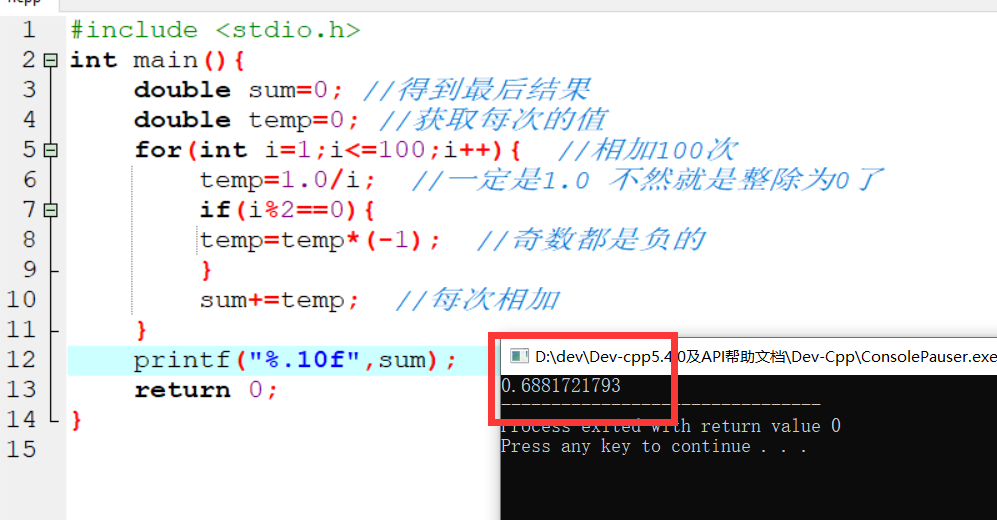 1 #include <stdio.h>
2 int main(){
3 double sum=0; //得到最后结果
4 double temp=0; //获取每次的值
5 for(int i=1;i<=100;i++){ //相加100次
6 temp=1.0/i; //一定是1.0 不然就是整除为0了
7 if(i%2==0){
8 temp=temp*(-1); //奇数都是负的
9 }
10 sum+=temp; //每次相加
11 }
12 printf("%.10f",sum);
13 return 0;
14 }
15
D:\dev\Dev-cpp5.4.0及API帮助文档\Dev-Cpp\ConsolePauser.exe
0.6881721793
--------------------------------
Process exited with return value 0
Press any key to continue . . .